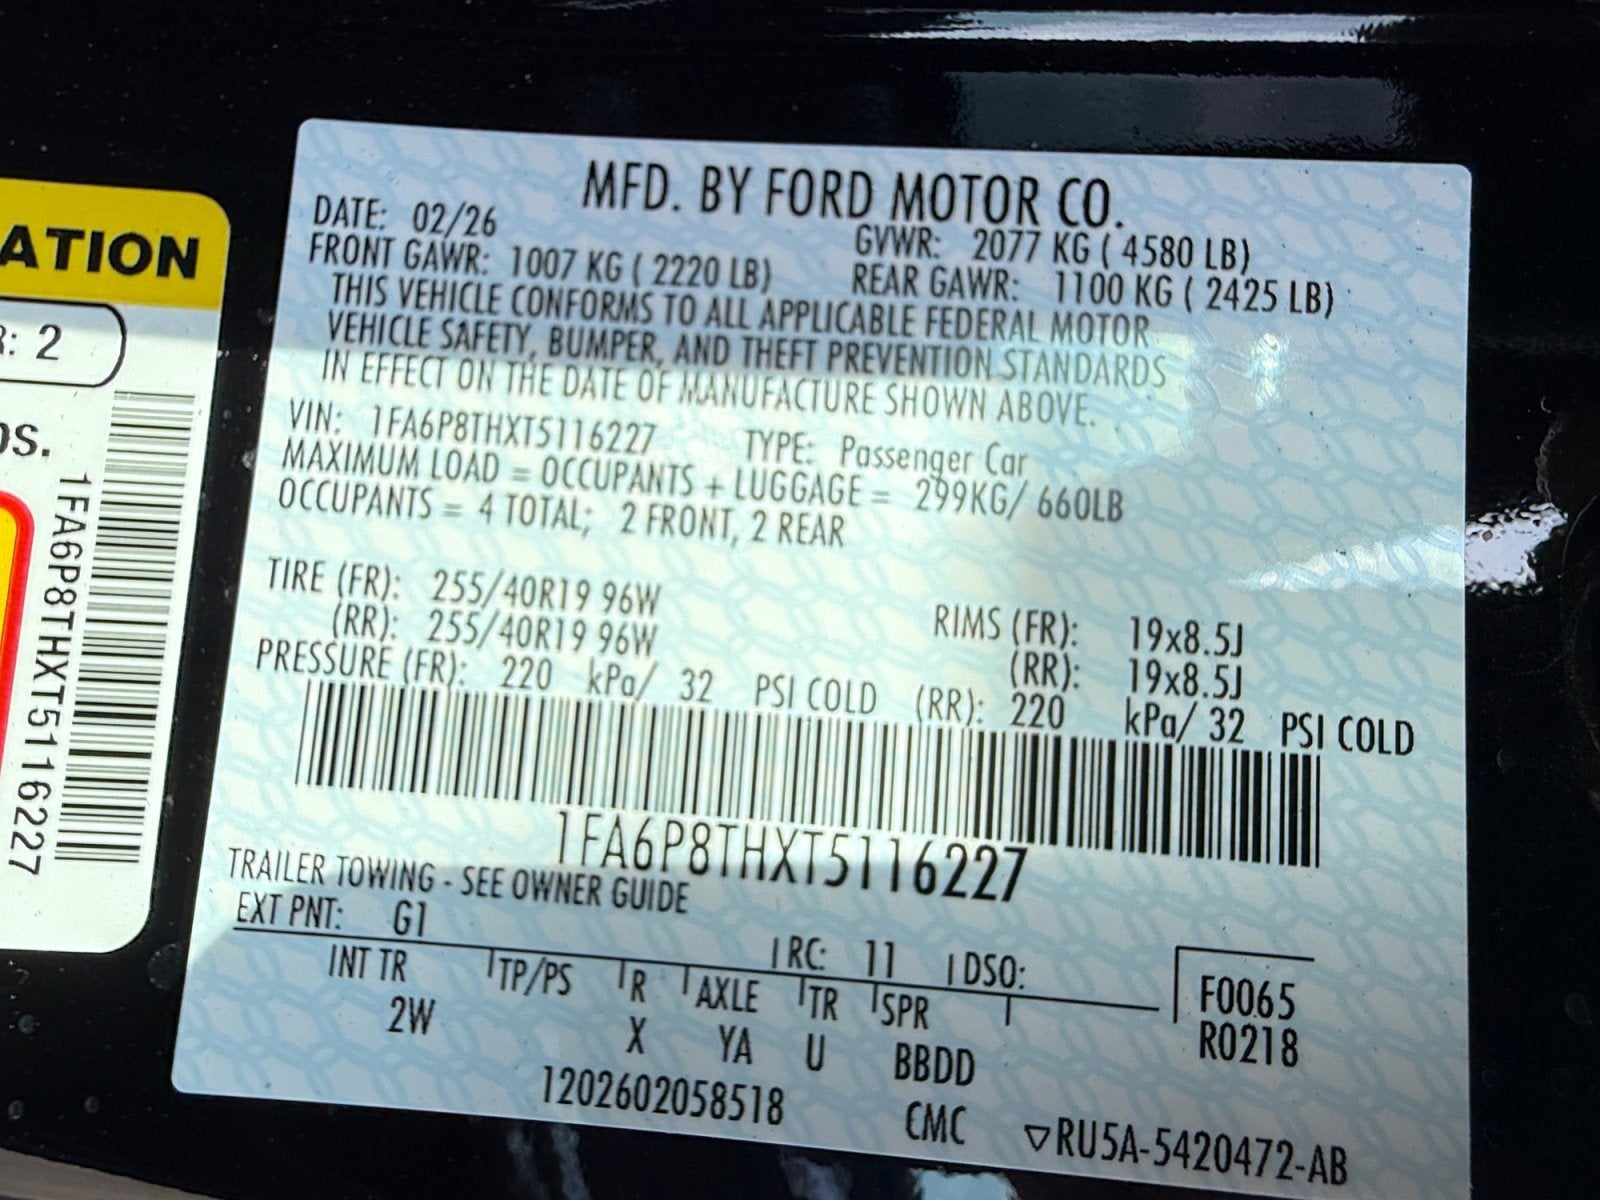 ATION
R: 2
os.
1FA6P8THXT5116227
MFD. BY FORD MOTOR CO.
DATE: 02/26 GVWR: 2077 KG ( 4580 LB)
FRONT GAWR: 1007 KG ( 2220 LB) REAR GAWR: 1100 KG ( 2425 LB)
THIS VEHICLE CONFORMS TO ALL APPLICABLE FEDERAL MOTOR
VEHICLE SAFETY, BUMPER, AND THEFT PREVENTION STANDARDS
IN EFFECT ON THE DATE OF MANUFACTURE SHOWN ABOVE.
VIN: 1FA6P8THXT5116227 TYPE: Passenger Car
MAXIMUM LOAD = OCCUPANTS + LUGGAGE = 299KG/ 660LB
OCCUPANTS = 4 TOTAL; 2 FRONT, 2 REAR
TIRE (FR): 255/40R19 96W RIMS (FR): 19x8.5J
(RR): 255/40R19 96W (RR): 19x8.5J
PRESSURE (FR): 220 kPa/ 32 PSI COLD (RR): 220 kPa/ 32 PSI COLD
1FA6P8THXT5116227
TRAILER TOWING - SEE OWNER GUIDE
EXT PNT: G1 RC: 11 DSO:
INT TR TP/PS R AXLE TR SPR F0065
2W X YA U BBDD R0218
1202602058518 CMC ▽RU5A-5420472-AB